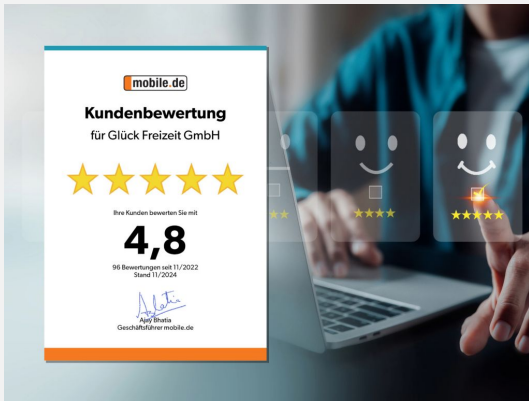 mobile.de
Kundenbewertung
für Glück Freizeit GmbH
Ihre Kunden bewerten Sie mit
4,8
96 Bewertungen seit 11/2022
Stand 11/2024
Ajay Bhatia
Geschäftsführer mobile.de